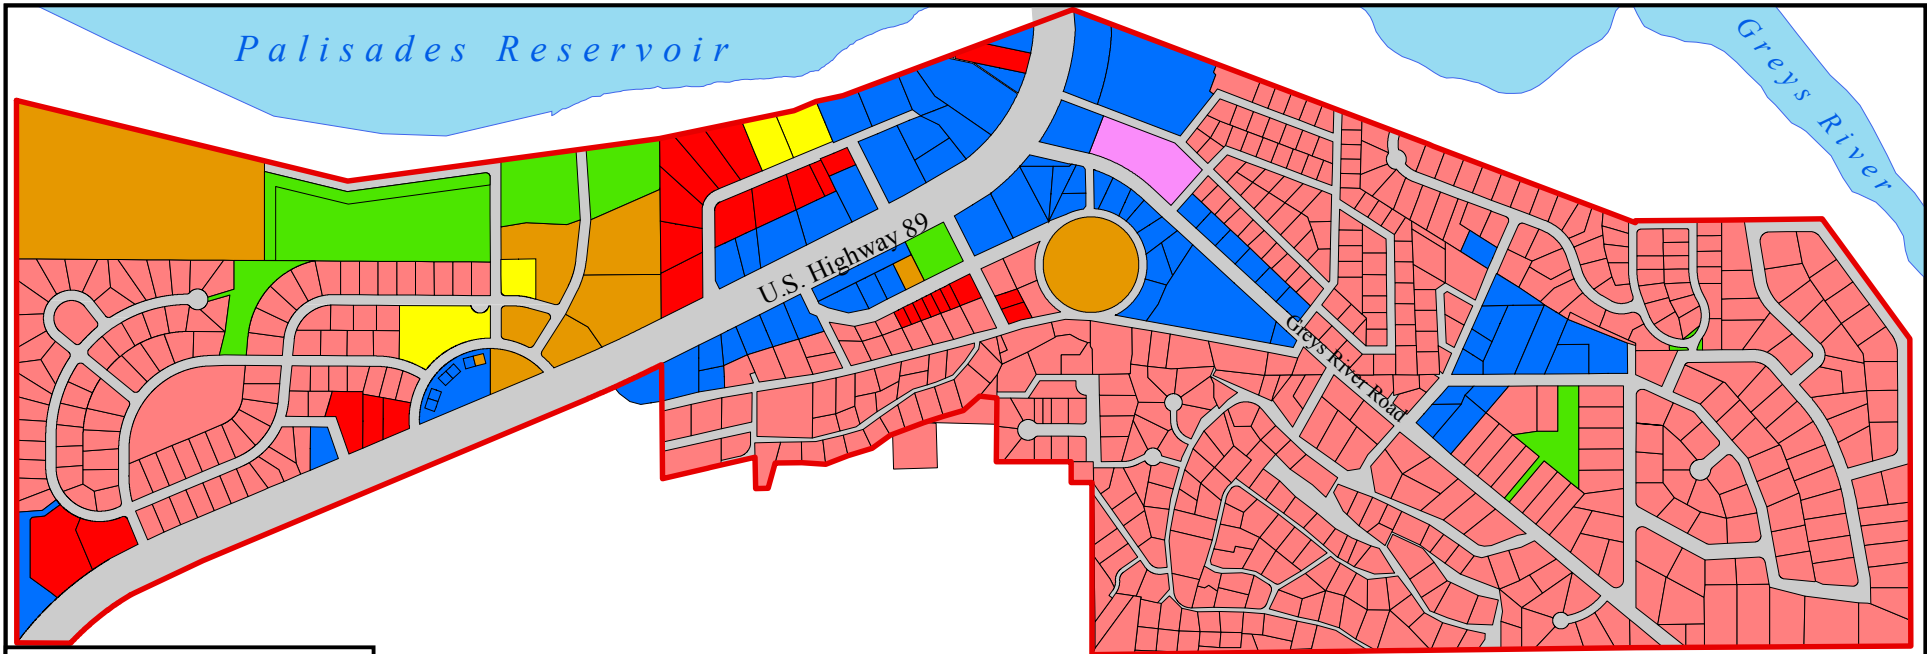 Palisades Reservoir
Greys River
U.S. Highway 89
Greys River Road